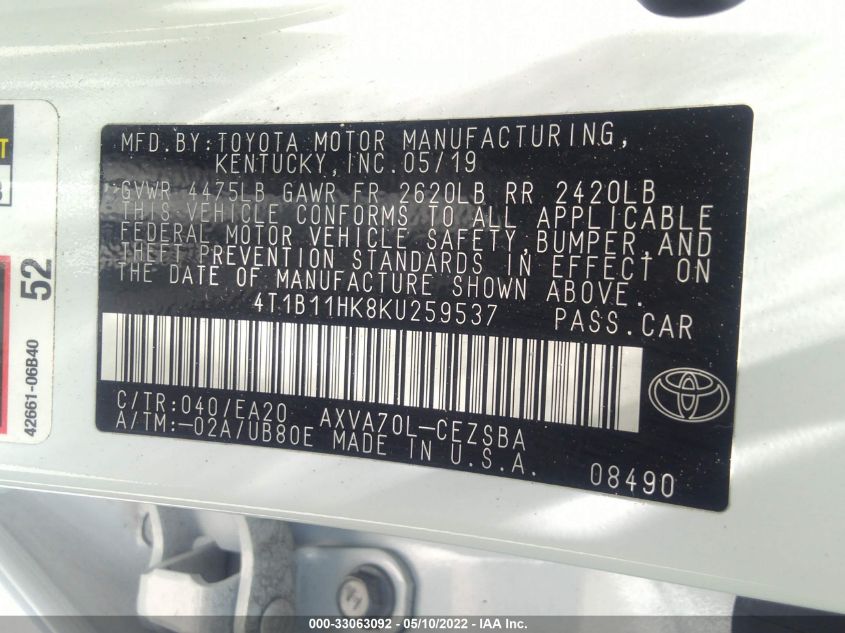 MFD.BY:TOYOTA MOTOR MANUFACTURING,
KENTUCKY,INC.05/19
GVWR 4475LB GAWR FR 2620LB RR 2420LB
THIS VEHICLE CONFORMS TO ALL APPLICABLE
FEDERAL MOTOR VEHICLE SAFETY,BUMPER,AND
THEFT PREVENTION STANDARDS IN EFFECT ON
THE DATE OF MANUFACTURE SHOWN ABOVE.
4T1B11HK8KU259537 PASS.CAR
C/TR:040/EA20 AXVA70L-CEZSBA
A/TM:-02A/UB80E MADE IN U.S.A.
08490
52
42661-06B40
000-33063092 - 05/10/2022 - IAA Inc.